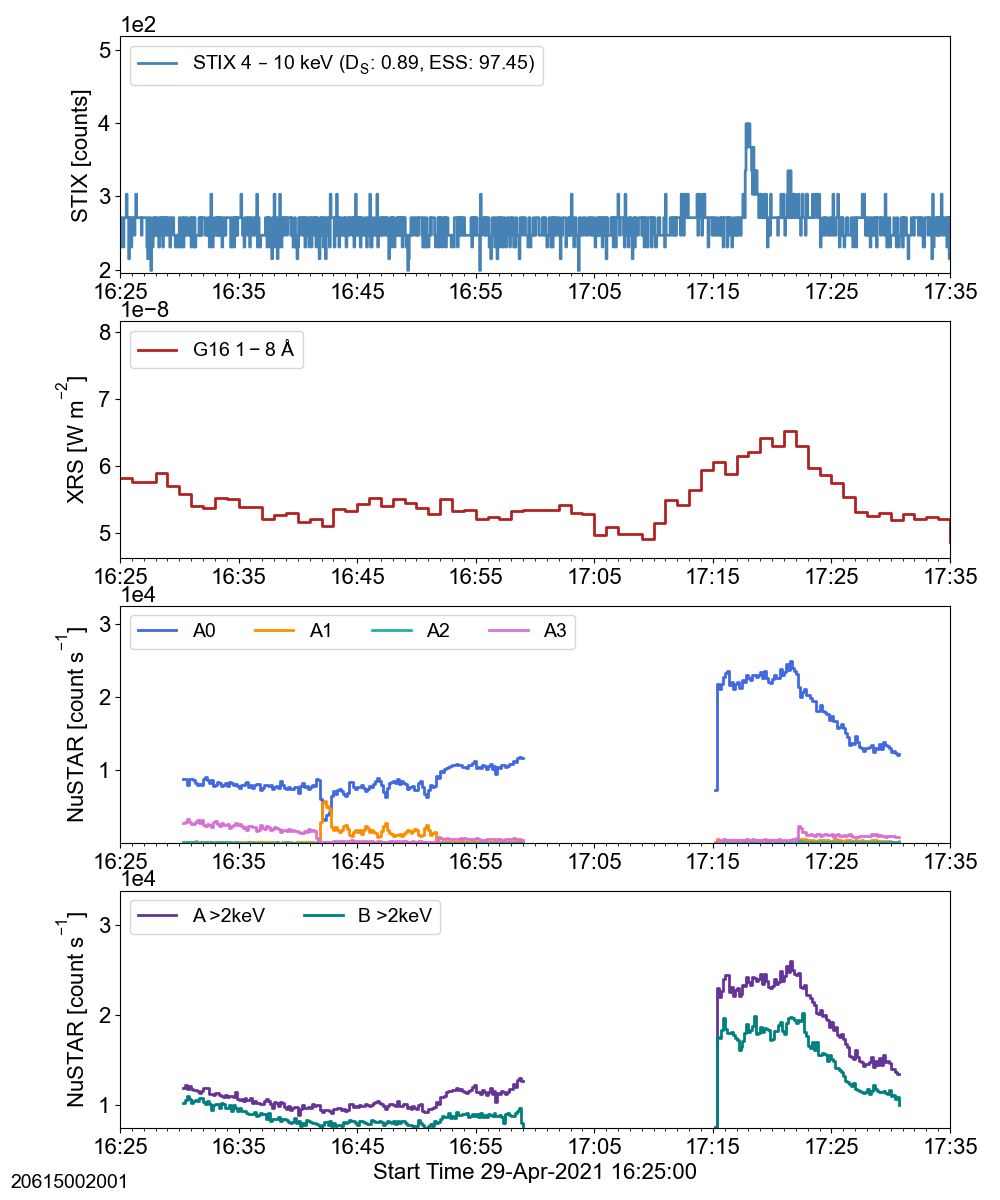 1e2
5
STIX 4 – 10 keV (DS: 0.89, ESS: 97.45)
4
3
2
STIX [counts]
16:25 16:35 16:45 16:55 17:05 17:15 17:25 17:35
1e−8
8
G16 1 – 8 Å
7
6
5
XRS [W m−2]
16:25 16:35 16:45 16:55 17:05 17:15 17:25 17:35
1e4
3
A0 A1 A2 A3
2
1
NuSTAR [count s−1]
16:25 16:35 16:45 16:55 17:05 17:15 17:25 17:35
1e4
A >2keV B >2keV
3
2
1
NuSTAR [count s−1]
16:25 16:35 16:45 16:55 17:05 17:15 17:25 17:35
Start Time 29-Apr-2021 16:25:00
20615002001